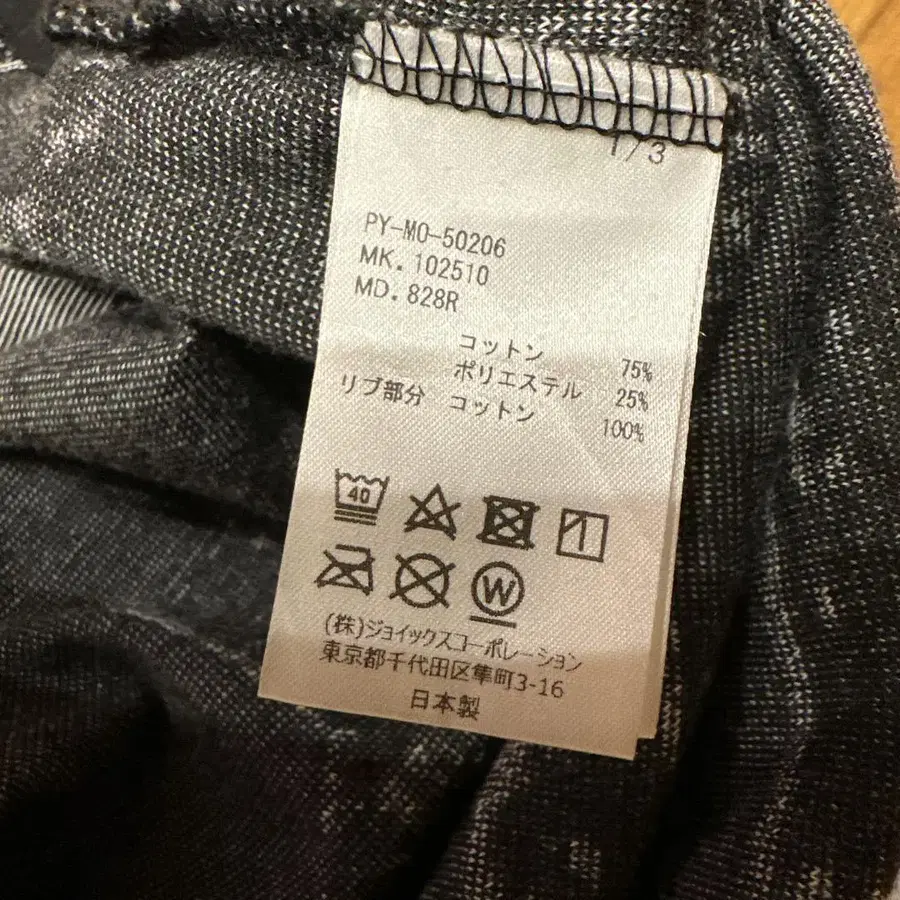 1/3
PY-MO-50206
MK. 102510
MD. 828R
コットン 75%
ポリエステル 25%
リブ部分 コットン 100%
40
W
(株)ジョイックスコーポレーション
東京都千代田区隼町3-16
日本製